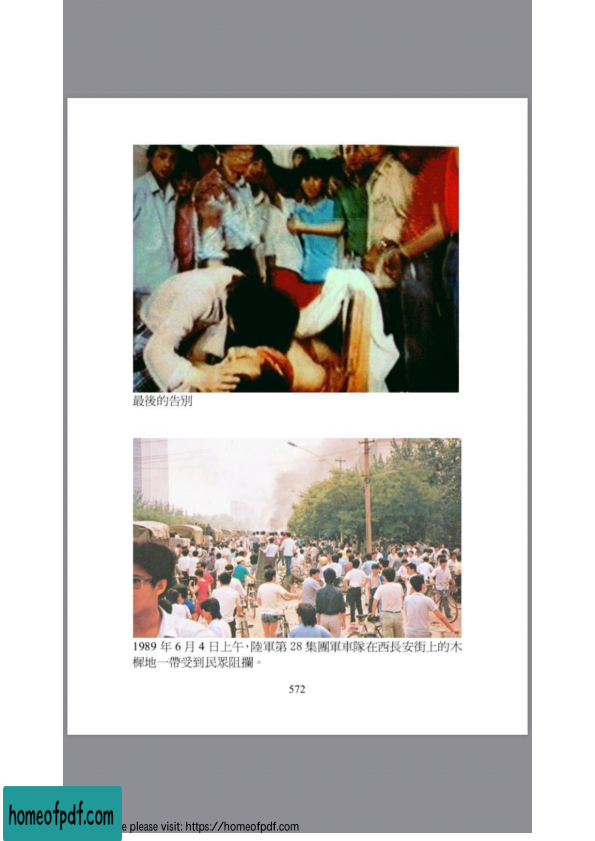 最後的告別
1989 年 6 月 4 日上午，陸軍第 28 集團軍車隊在西長安街上的木
樨地一帶受到民眾阻攔。
572
homeofpdf.com
e please visit: https://homeofpdf.com